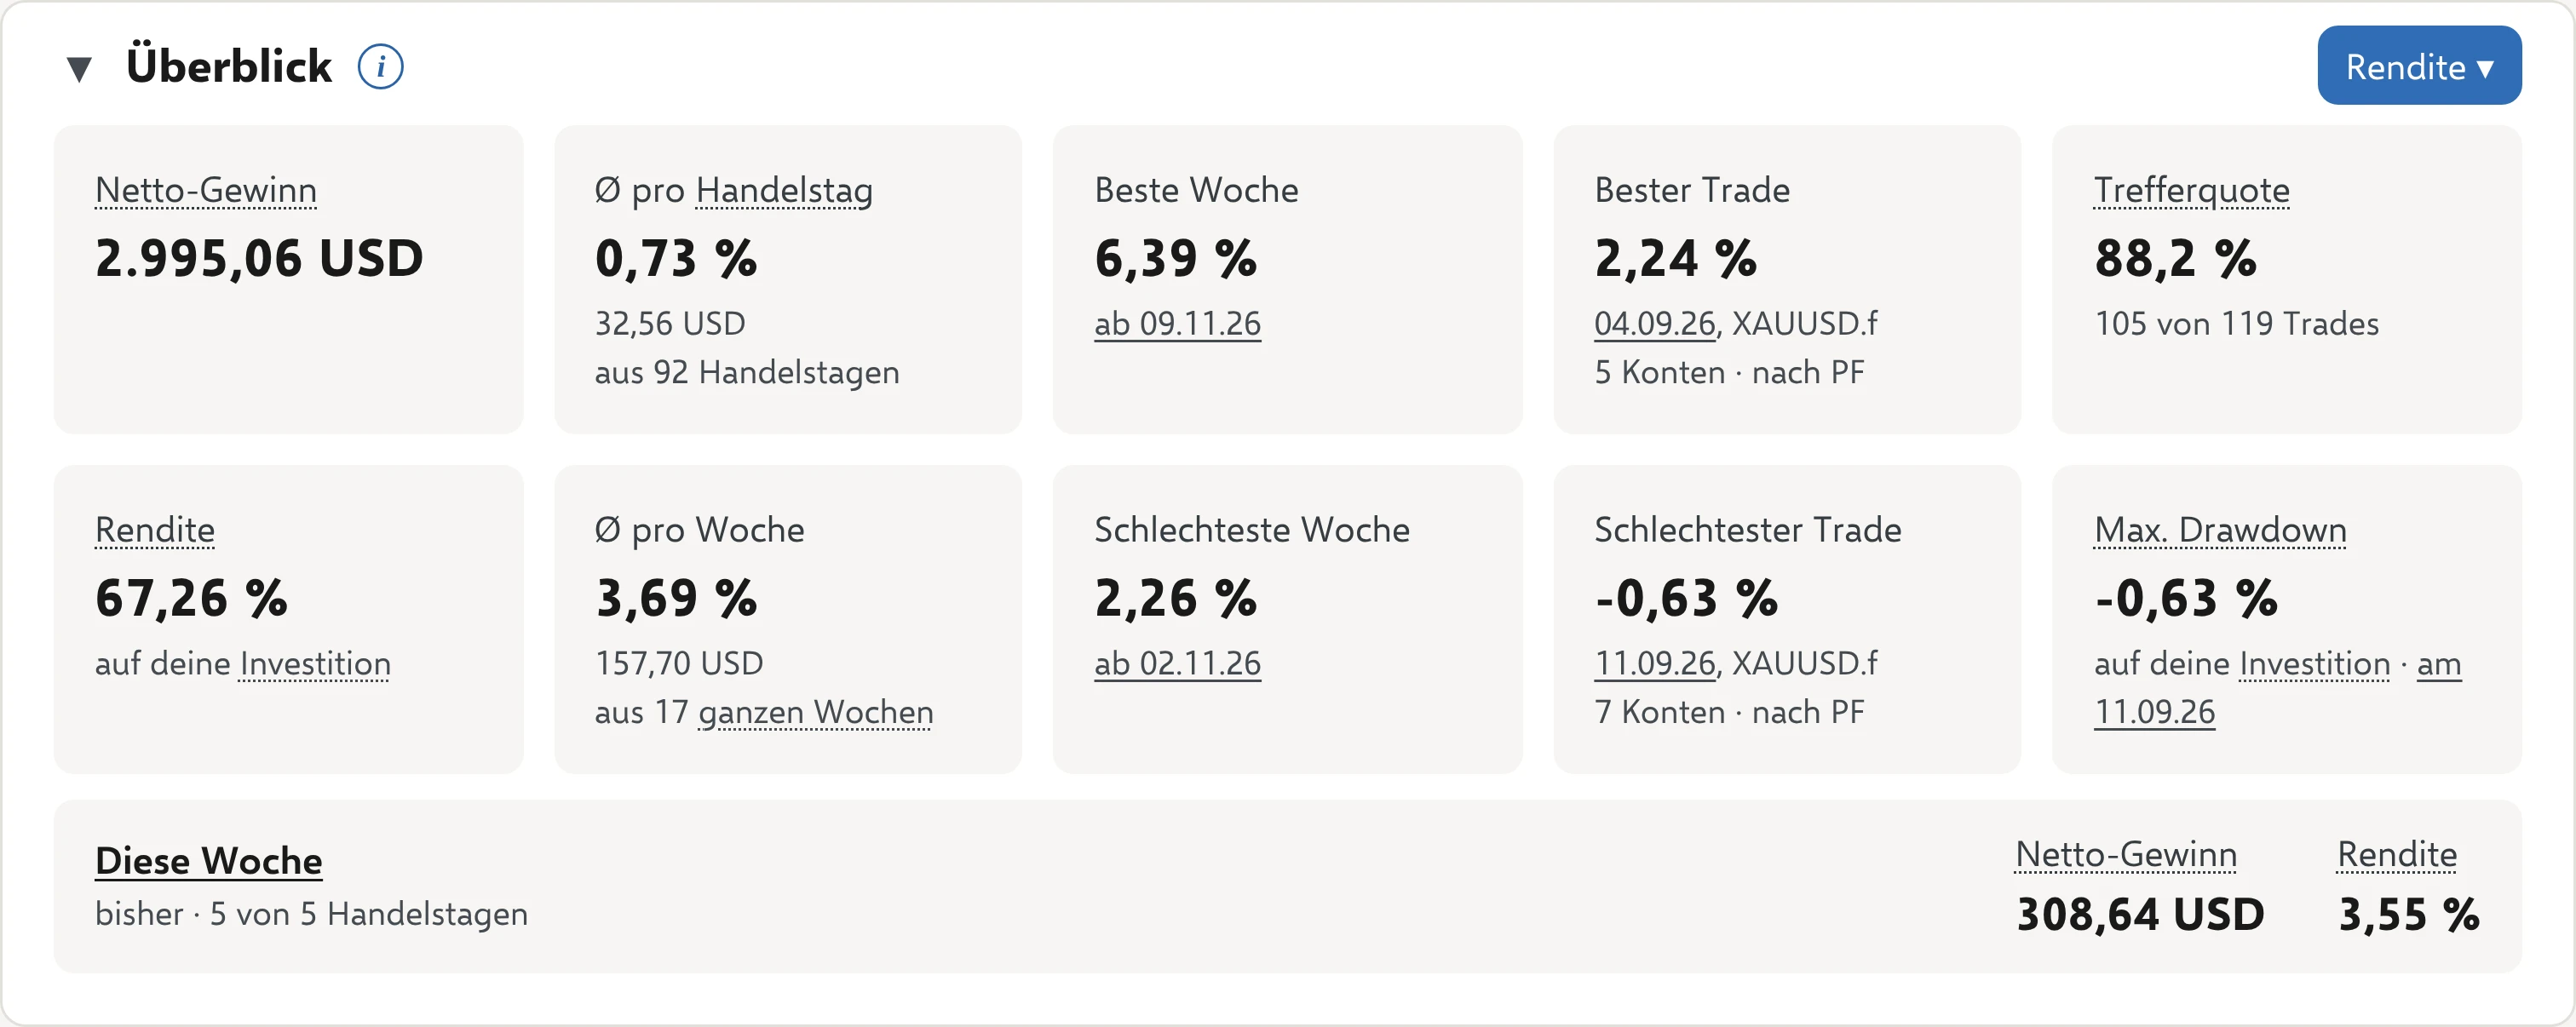 ▼ Überblick i
Rendite ▼
Netto-Gewinn
2.995,06 USD
Ø pro Handelstag
0,73 %
32,56 USD
aus 92 Handelstagen
Beste Woche
6,39 %
ab 09.11.26
Bester Trade
2,24 %
04.09.26, XAUUSD.f
5 Konten · nach PF
Trefferquote
88,2 %
105 von 119 Trades
Rendite
67,26 %
auf deine Investition
Ø pro Woche
3,69 %
157,70 USD
aus 17 ganzen Wochen
Schlechteste Woche
2,26 %
ab 02.11.26
Schlechtester Trade
-0,63 %
11.09.26, XAUUSD.f
7 Konten · nach PF
Max. Drawdown
-0,63 %
auf deine Investition · am
11.09.26
Diese Woche
bisher · 5 von 5 Handelstagen
Netto-Gewinn
308,64 USD
Rendite
3,55 %